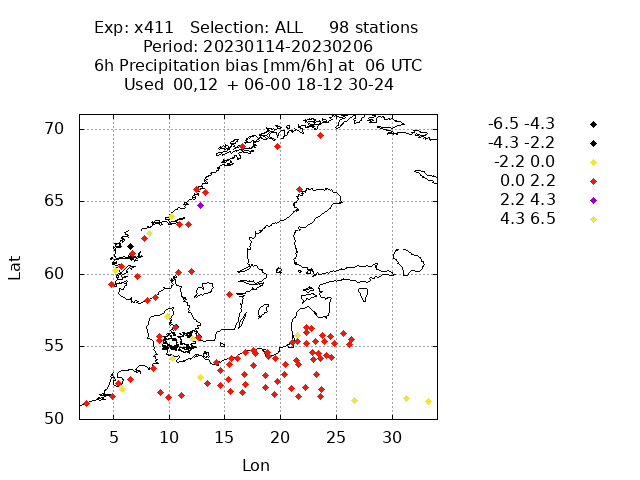 Exp: x411 Selection: ALL 98 stations
Period: 20230114-20230206
6h Precipitation bias [mm/6h] at 06 UTC
Used 00,12 + 06-00 18-12 30-24
-6.5 -4.3
-4.3 -2.2
-2.2 0.0
0.0 2.2
2.2 4.3
4.3 6.5
70
65
60
55
50
Lat
5 10 15 20 25 30
Lon